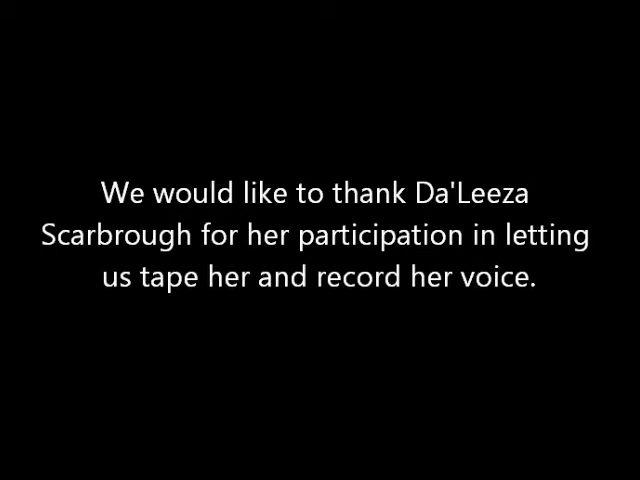 We would like to thank Da'Leeza
Scarbrough for her participation in letting
us tape her and record her voice.